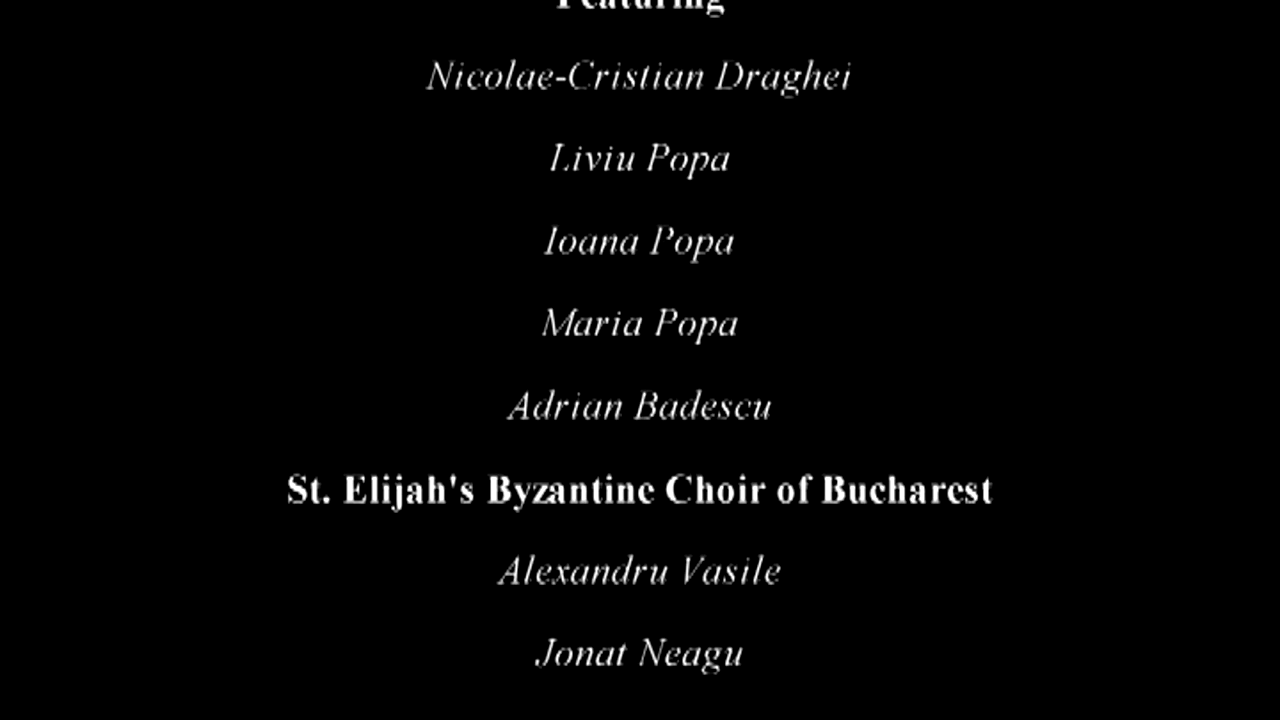 Featuring
Nicolae-Cristian Draghei
Liviu Popa
Ioana Popa
Maria Popa
Adrian Badescu
St. Elijah's Byzantine Choir of Bucharest
Alexandru Vasile
Jonat Neagu